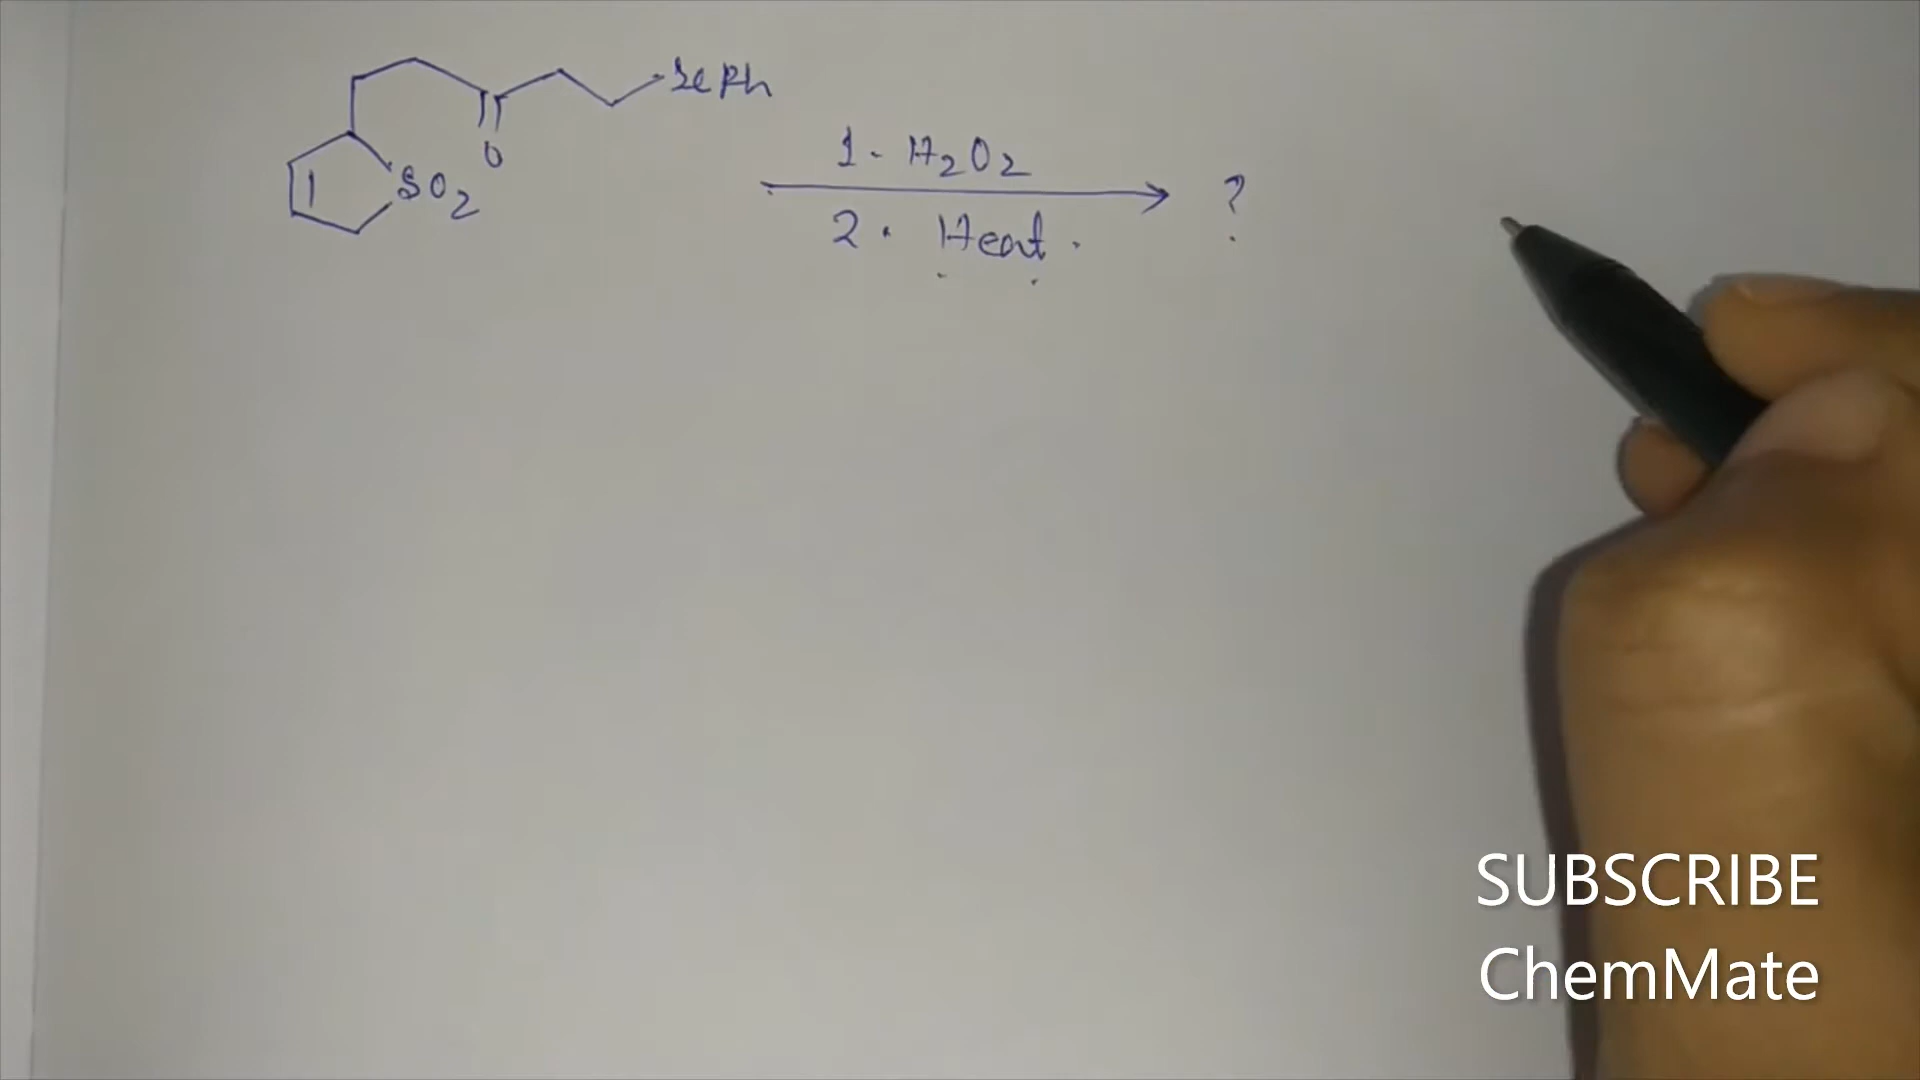 SePh
O
SO2
1. H2O2
2. Heat.
?
SUBSCRIBE
ChemMate